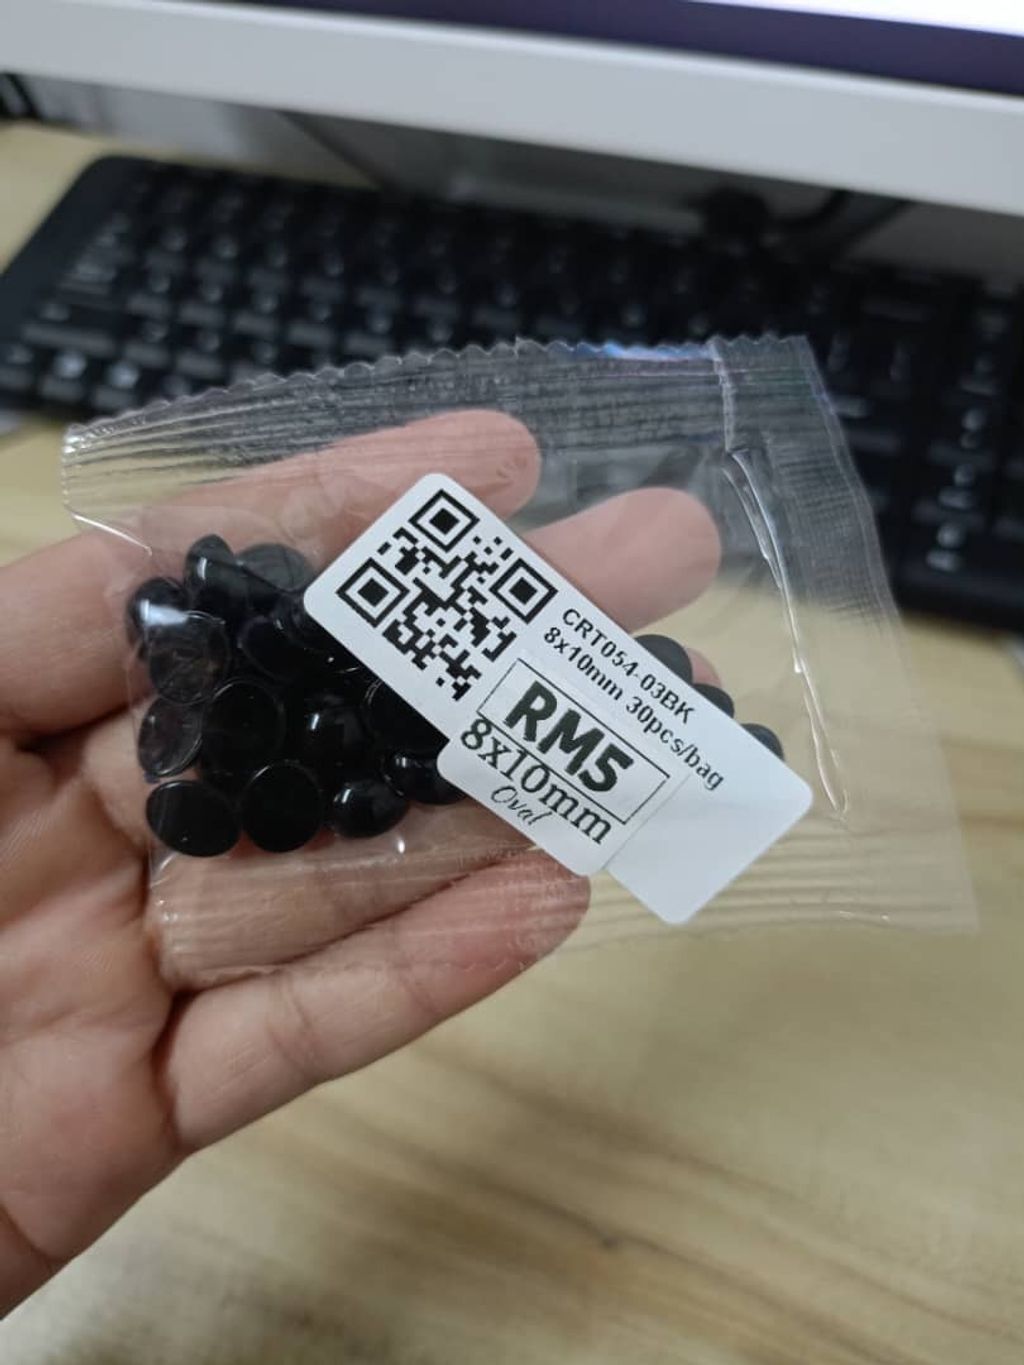 CRT054-03BK
8x10mm 30pcs/bag
RM5
8x10mm
Oval